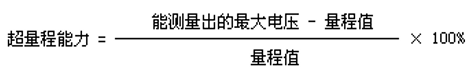 能测量出的最大电压 - 量程值
超量程能力 = × 100%
量程值